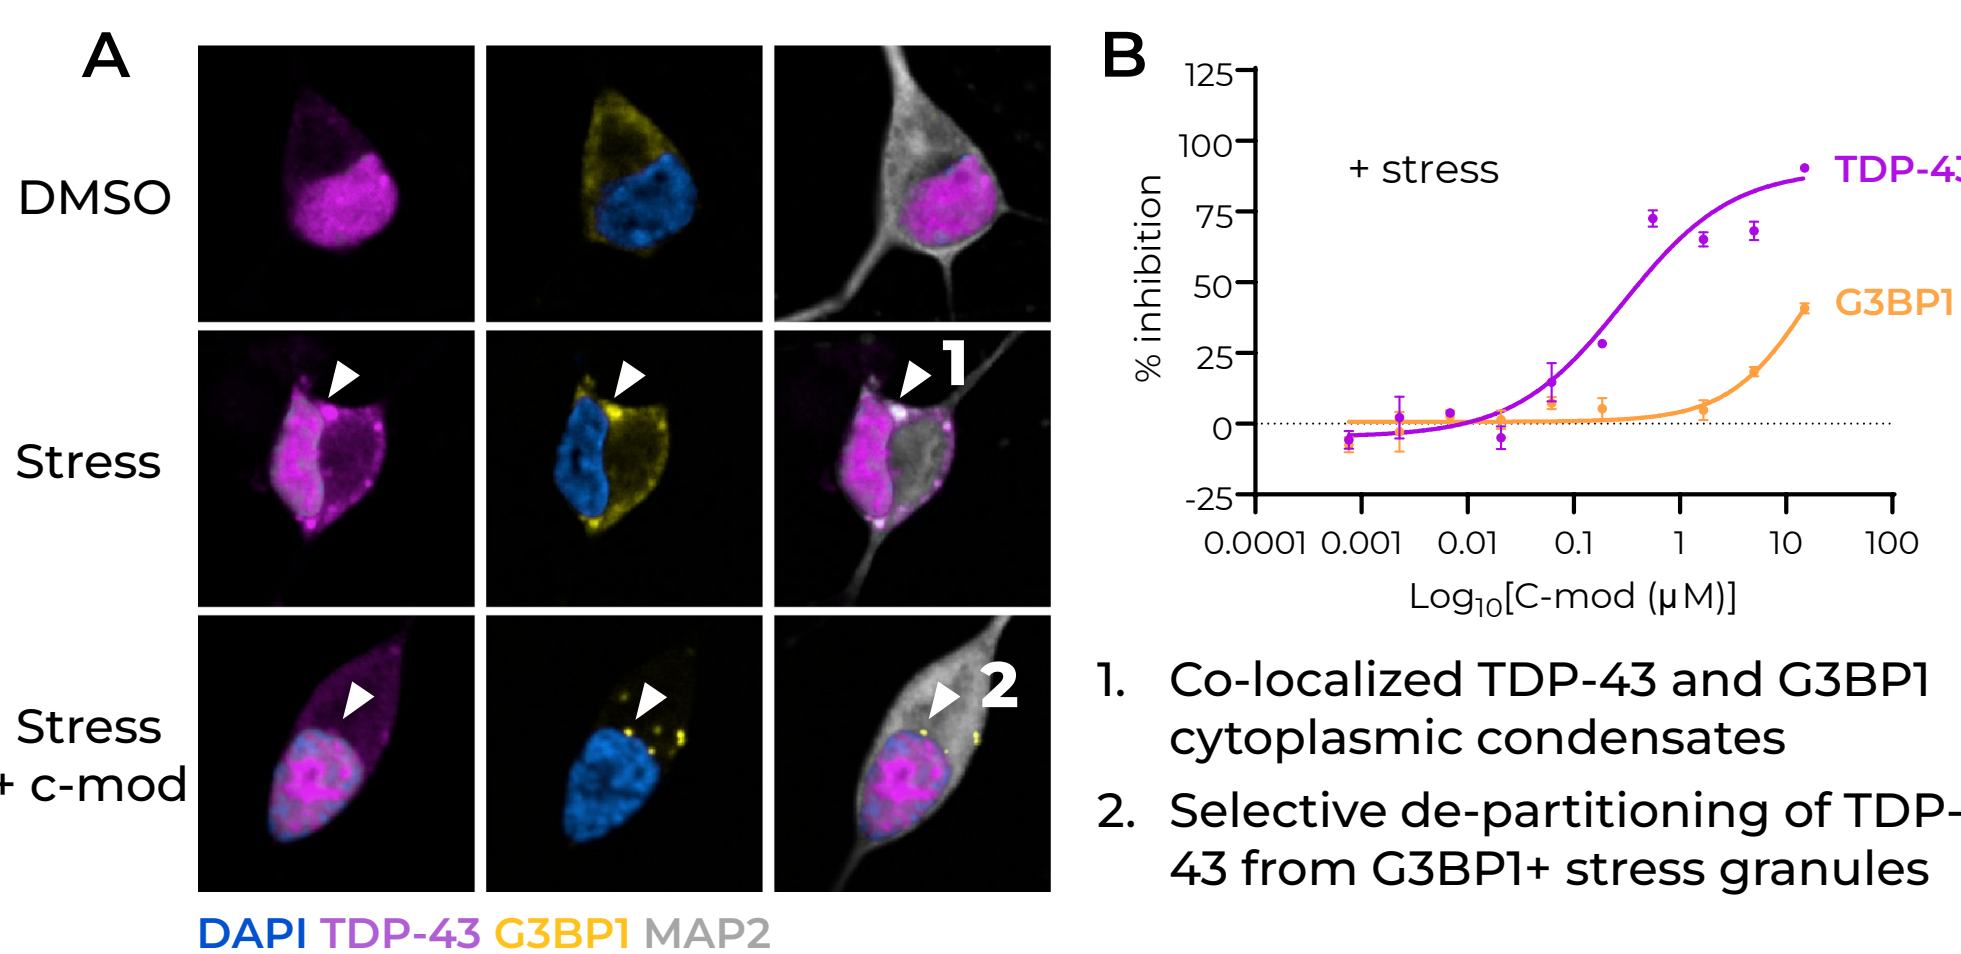 A
DMSO
Stress
1
Stress
+ c-mod
2
DAPI TDP-43 G3BP1 MAP2
B
125
100
75
50
25
0
-25
% inhibition
+ stress
TDP-43
G3BP1
0.0001 0.001 0.01 0.1 1 10 100
Log10[C-mod (μM)]
1. Co-localized TDP-43 and G3BP1
cytoplasmic condensates
2. Selective de-partitioning of TDP-
43 from G3BP1+ stress granules